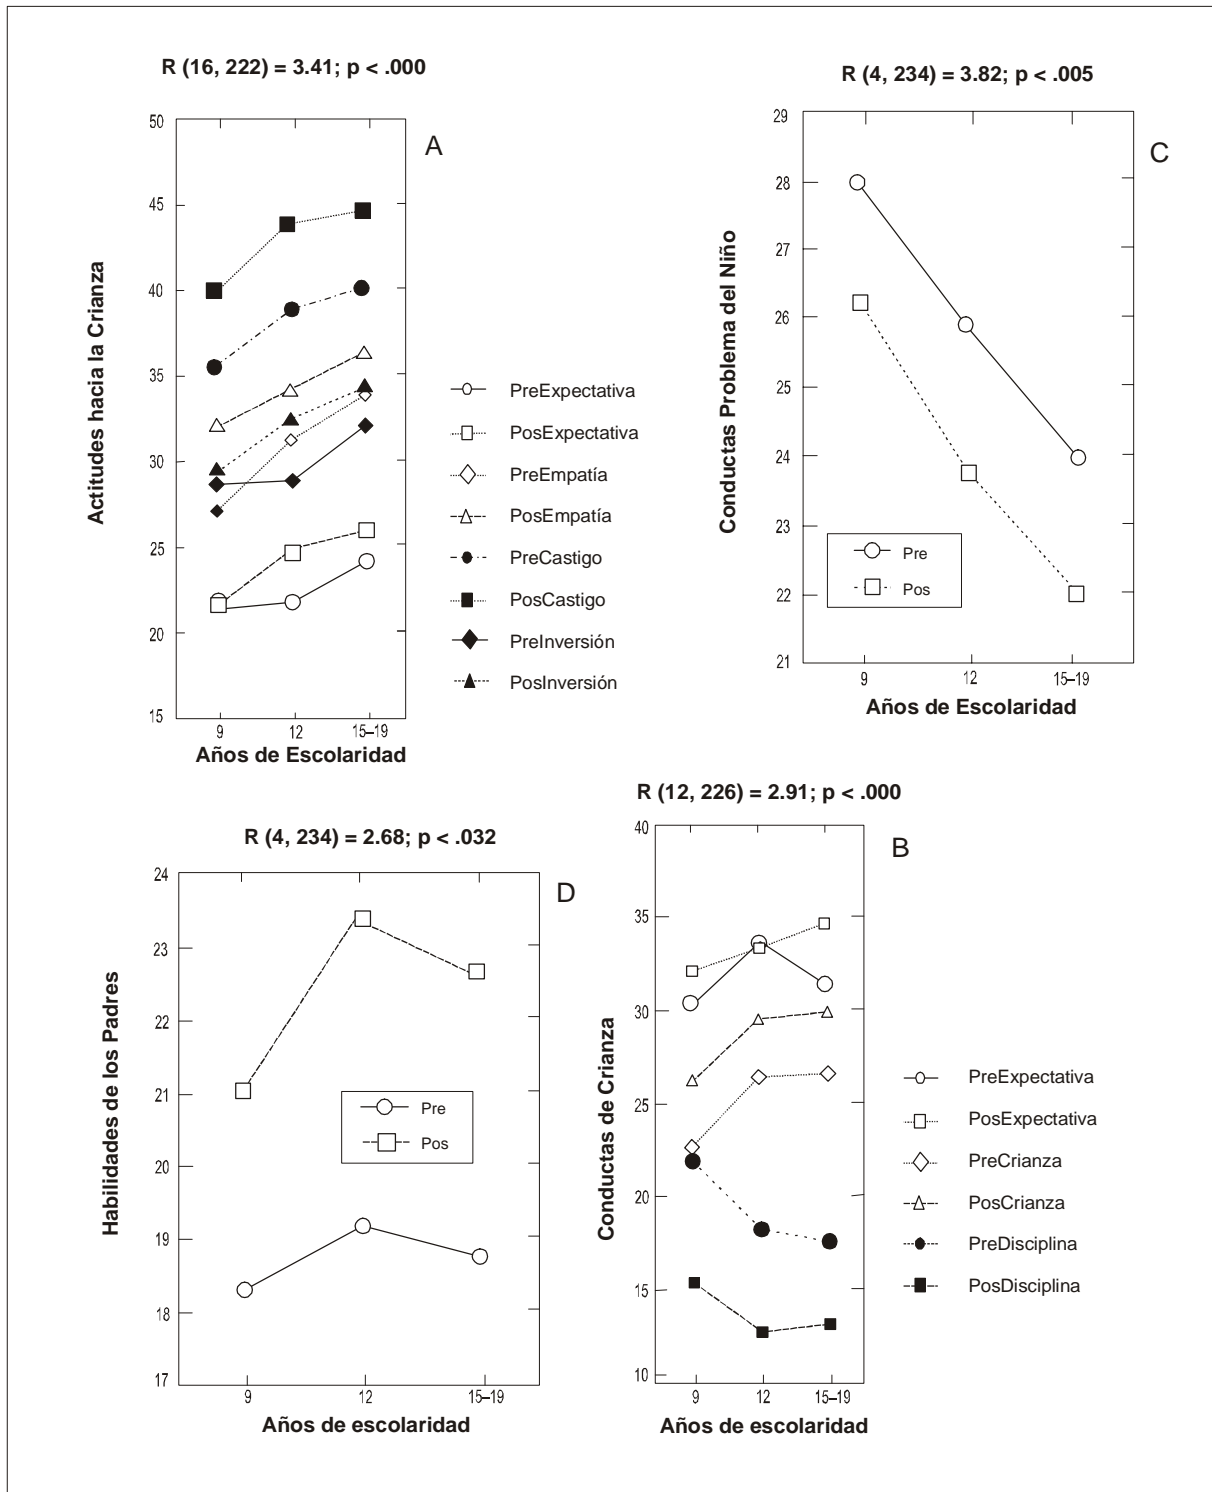 R (16, 222) = 3.41; p < .000
A
50
45
40
35
30
25
20
15
Actitudes hacia la Crianza
9
12
15–19
Años de Escolaridad
PreExpectativa
PosExpectativa
PreEmpatía
PosEmpatía
PreCastigo
PosCastigo
PreInversión
PosInversión
R (4, 234) = 3.82; p < .005
C
29
28
27
26
25
24
23
22
21
Conductas Problema del Niño
Pre
Pos
9
12
15–19
Años de Escolaridad
R (4, 234) = 2.68; p < .032
D
24
23
22
21
20
19
18
17
Habilidades de los Padres
Pre
Pos
9
12
15–19
Años de escolaridad
R (12, 226) = 2.91; p < .000
B
40
35
30
25
20
15
10
Conductas de Crianza
9
12
15–19
Años de escolaridad
PreExpectativa
PosExpectativa
PreCrianza
PosCrianza
PreDisciplina
PosDisciplina